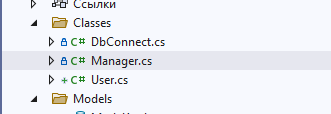 Ссылки
Classes
C# DbConnect.cs
C# Manager.cs
+ C# User.cs
Models